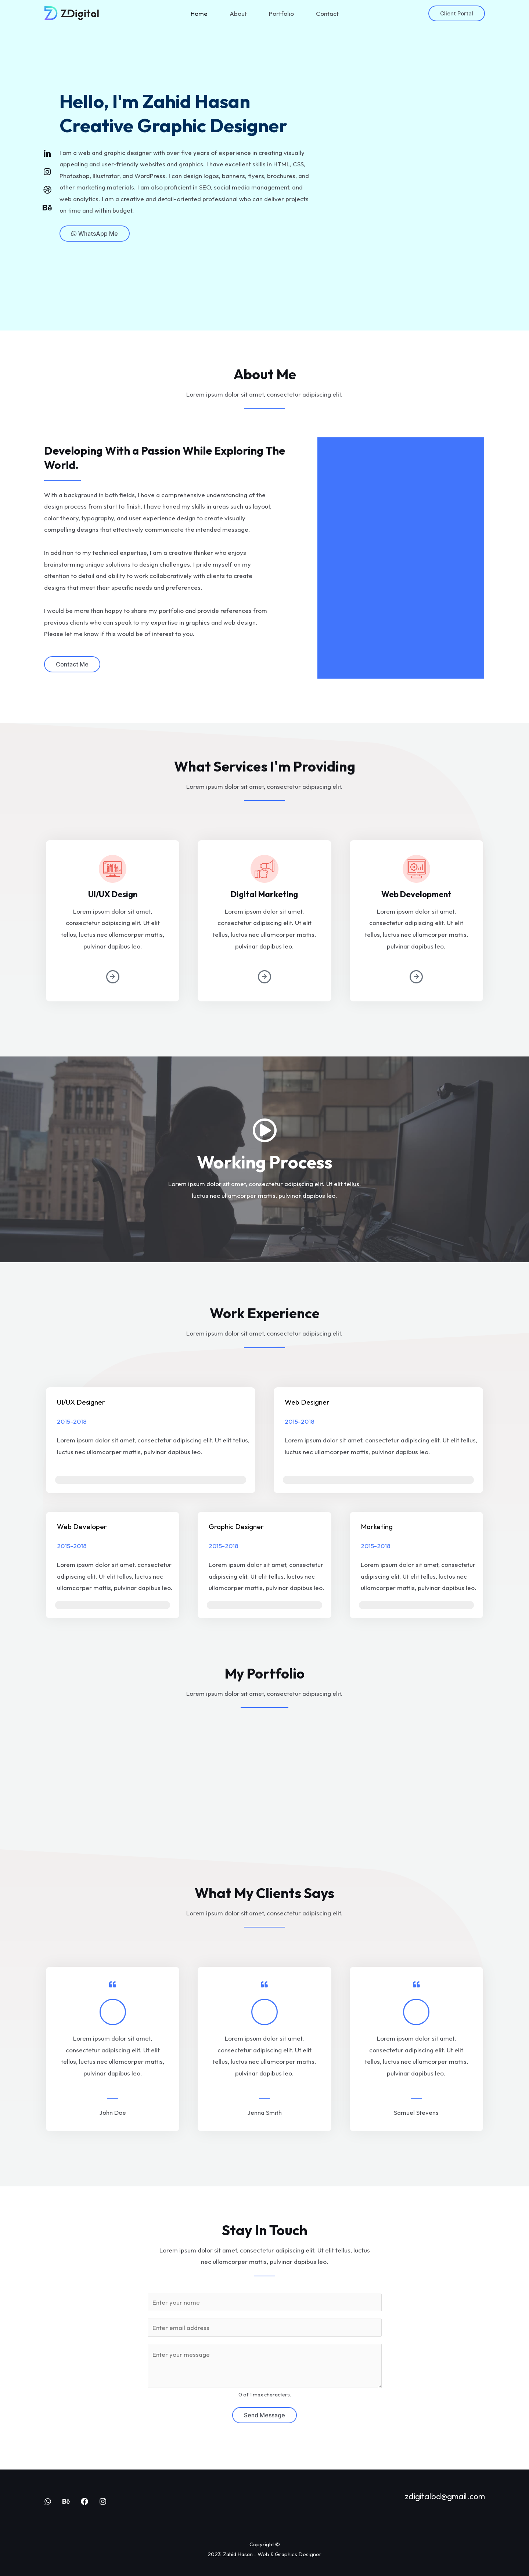 ZDigital
Home About Portfolio Contact
Client Portal
Hello, I'm Zahid Hasan
Creative Graphic Designer
I am a web and graphic designer with over five years of experience in creating visually
appealing and user-friendly websites and graphics. I have excellent skills in HTML, CSS,
Photoshop, Illustrator, and WordPress. I can design logos, banners, flyers, brochures, and
other marketing materials. I am also proficient in SEO, social media management, and
web analytics. I am a creative and detail-oriented professional who can deliver projects
on time and within budget.
WhatsApp Me
About Me
Lorem ipsum dolor sit amet, consectetur adipiscing elit.
Developing With a Passion While Exploring The
World.
With a background in both fields, I have a comprehensive understanding of the
design process from start to finish. I have honed my skills in areas such as layout,
color theory, typography, and user experience design to create visually
compelling designs that effectively communicate the intended message.
In addition to my technical expertise, I am a creative thinker who enjoys
brainstorming unique solutions to design challenges. I pride myself on my
attention to detail and ability to work collaboratively with clients to create
designs that meet their specific needs and preferences.
I would be more than happy to share my portfolio and provide references from
previous clients who can speak to my expertise in graphics and web design.
Please let me know if this would be of interest to you.
Contact Me
What Services I'm Providing
Lorem ipsum dolor sit amet, consectetur adipiscing elit.
UI/UX Design
Lorem ipsum dolor sit amet,
consectetur adipiscing elit. Ut elit
tellus, luctus nec ullamcorper mattis,
pulvinar dapibus leo.
Digital Marketing
Lorem ipsum dolor sit amet,
consectetur adipiscing elit. Ut elit
tellus, luctus nec ullamcorper mattis,
pulvinar dapibus leo.
Web Development
Lorem ipsum dolor sit amet,
consectetur adipiscing elit. Ut elit
tellus, luctus nec ullamcorper mattis,
pulvinar dapibus leo.
Working Process
Lorem ipsum dolor sit amet, consectetur adipiscing elit. Ut elit tellus,
luctus nec ullamcorper mattis, pulvinar dapibus leo.
Work Experience
Lorem ipsum dolor sit amet, consectetur adipiscing elit.
UI/UX Designer
2015-2018
Lorem ipsum dolor sit amet, consectetur adipiscing elit. Ut elit tellus,
luctus nec ullamcorper mattis, pulvinar dapibus leo.
Web Designer
2015-2018
Lorem ipsum dolor sit amet, consectetur adipiscing elit. Ut elit tellus,
luctus nec ullamcorper mattis, pulvinar dapibus leo.
Web Developer
2015-2018
Lorem ipsum dolor sit amet, consectetur
adipiscing elit. Ut elit tellus, luctus nec
ullamcorper mattis, pulvinar dapibus leo.
Graphic Designer
2015-2018
Lorem ipsum dolor sit amet, consectetur
adipiscing elit. Ut elit tellus, luctus nec
ullamcorper mattis, pulvinar dapibus leo.
Marketing
2015-2018
Lorem ipsum dolor sit amet, consectetur
adipiscing elit. Ut elit tellus, luctus nec
ullamcorper mattis, pulvinar dapibus leo.
My Portfolio
Lorem ipsum dolor sit amet, consectetur adipiscing elit.
What My Clients Says
Lorem ipsum dolor sit amet, consectetur adipiscing elit.
Lorem ipsum dolor sit amet,
consectetur adipiscing elit. Ut elit
tellus, luctus nec ullamcorper mattis,
pulvinar dapibus leo.
John Doe
Lorem ipsum dolor sit amet,
consectetur adipiscing elit. Ut elit
tellus, luctus nec ullamcorper mattis,
pulvinar dapibus leo.
Jenna Smith
Lorem ipsum dolor sit amet,
consectetur adipiscing elit. Ut elit
tellus, luctus nec ullamcorper mattis,
pulvinar dapibus leo.
Samuel Stevens
Stay In Touch
Lorem ipsum dolor sit amet, consectetur adipiscing elit. Ut elit tellus, luctus
nec ullamcorper mattis, pulvinar dapibus leo.
Enter your name
Enter email address
Enter your message
0 of 1 max characters.
Send Message
zdigitalbd@gmail.com
Copyright ©
2023 Zahid Hasan - Web & Graphics Designer